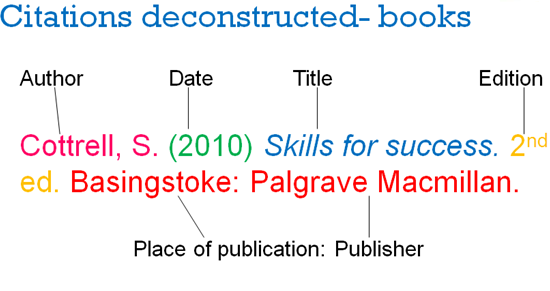 Citations deconstructed- books
Author Date Title Edition
Cottrell, S. (2010) Skills for success. 2nd
ed. Basingstoke: Palgrave Macmillan.
Place of publication: Publisher